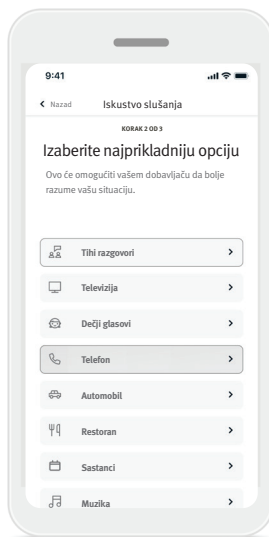 9:41
Nazad Iskustvo slušanja
KORAK 2 OD 3
Izaberite najprikladniju opciju
Ovo će omogućiti vašem dobavljaču da bolje
razume vašu situaciju.
Tihi razgovori
Televizija
Dečji glasovi
Telefon
Automobil
Restoran
Sastanci
Muzika